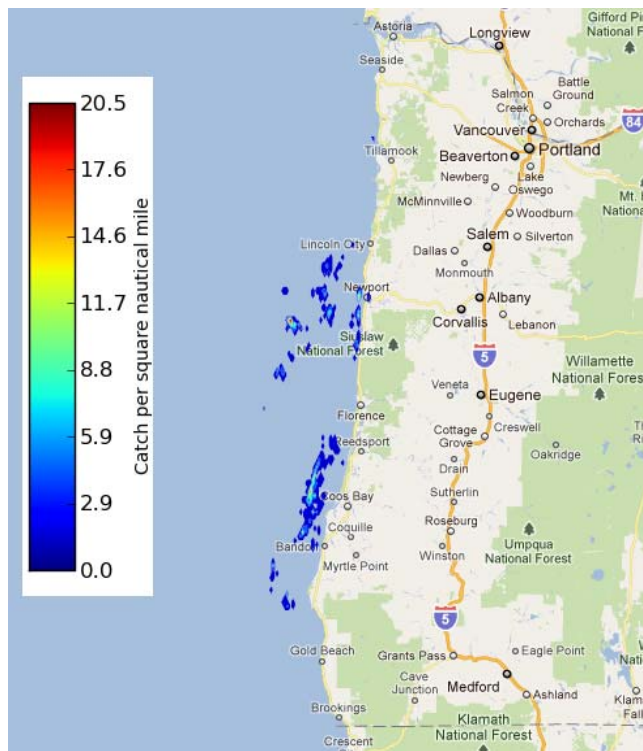 Gifford Pi
National F
Longview
Astoria
Seaside
Battle
Ground
Salmon
Creek
Orchards
84
Vancouver
Portland
Tillamook
Beaverton
Lake
Oswego
Newberg
Mt. H
National
McMinnville
Woodburn
Salem
Silverton
Lincoln City
Dallas
Monmouth
Newport
Albany
Corvallis
Lebanon
Siuslaw
National Forest
5
Willamette
National Fores
Veneta
Eugene
Florence
Creswell
Cottage
Grove
Reedsport
Oakridge
Drain
Sutherlin
Coos Bay
Roseburg
Coquille
Bandon
Winston
Umpqua
National Forest
Myrtle Point
5
Gold Beach
Grants Pass
Eagle Point
Cave
Junction
Medford
Ashland
Klam
Falls
Brookings
Klamath
National Forest
Crescent
20.5
17.6
14.6
11.7
8.8
5.9
2.9
0.0
Catch per square nautical mile